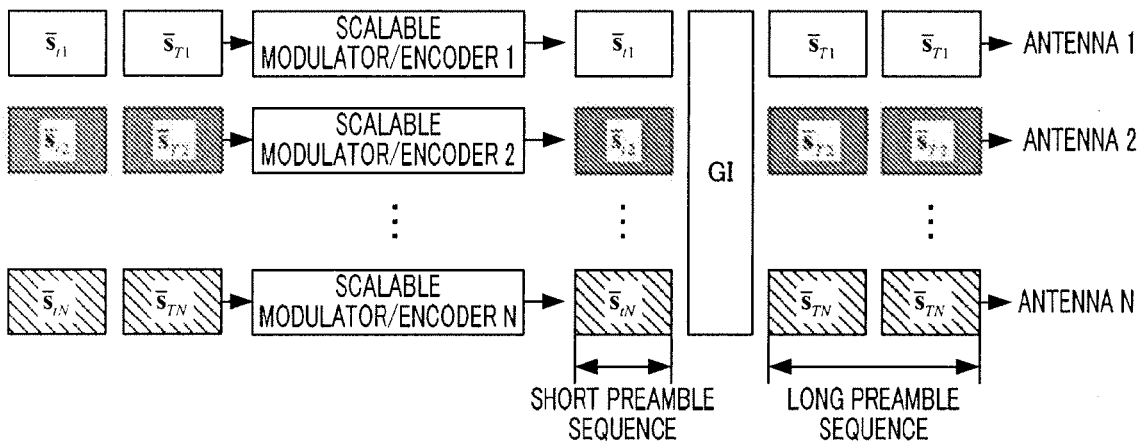 s̄t1 s̄T1 SCALABLE MODULATOR/ENCODER 1 s̄t1 s̄T1 s̄T1 ANTENNA 1
s̄t2 s̄T2 SCALABLE MODULATOR/ENCODER 2 s̄t2 s̄T2 s̄T2 ANTENNA 2
GI
⋮ ⋮ ⋮
s̄tN s̄TN SCALABLE MODULATOR/ENCODER N s̄tN s̄TN s̄TN ANTENNA N
SHORT PREAMBLE SEQUENCE
LONG PREAMBLE SEQUENCE